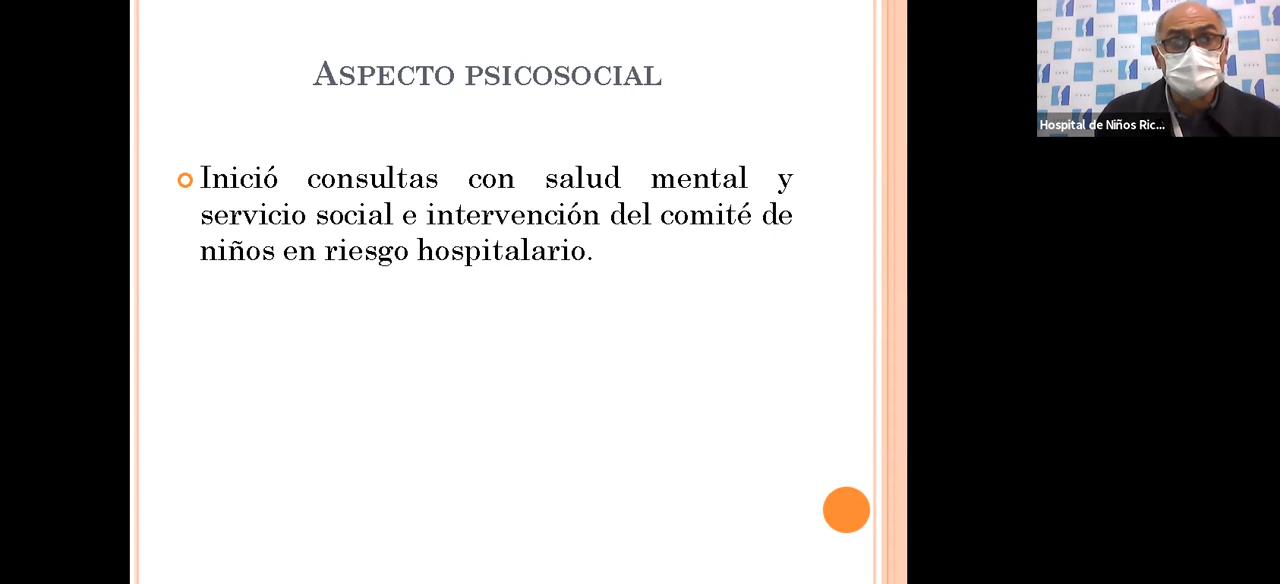 ASPECTO PSICOSOCIAL
Inició consultas con salud mental y
servicio social e intervención del comité de
niños en riesgo hospitalario.
Hospital de Niños Ric...